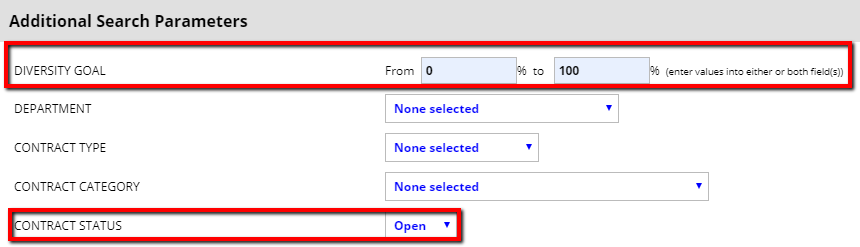 Additional Search Parameters
DIVERSITY GOAL From 0 % to 100 % (enter values into either or both field(s))
DEPARTMENT None selected
CONTRACT TYPE None selected
CONTRACT CATEGORY None selected
CONTRACT STATUS Open